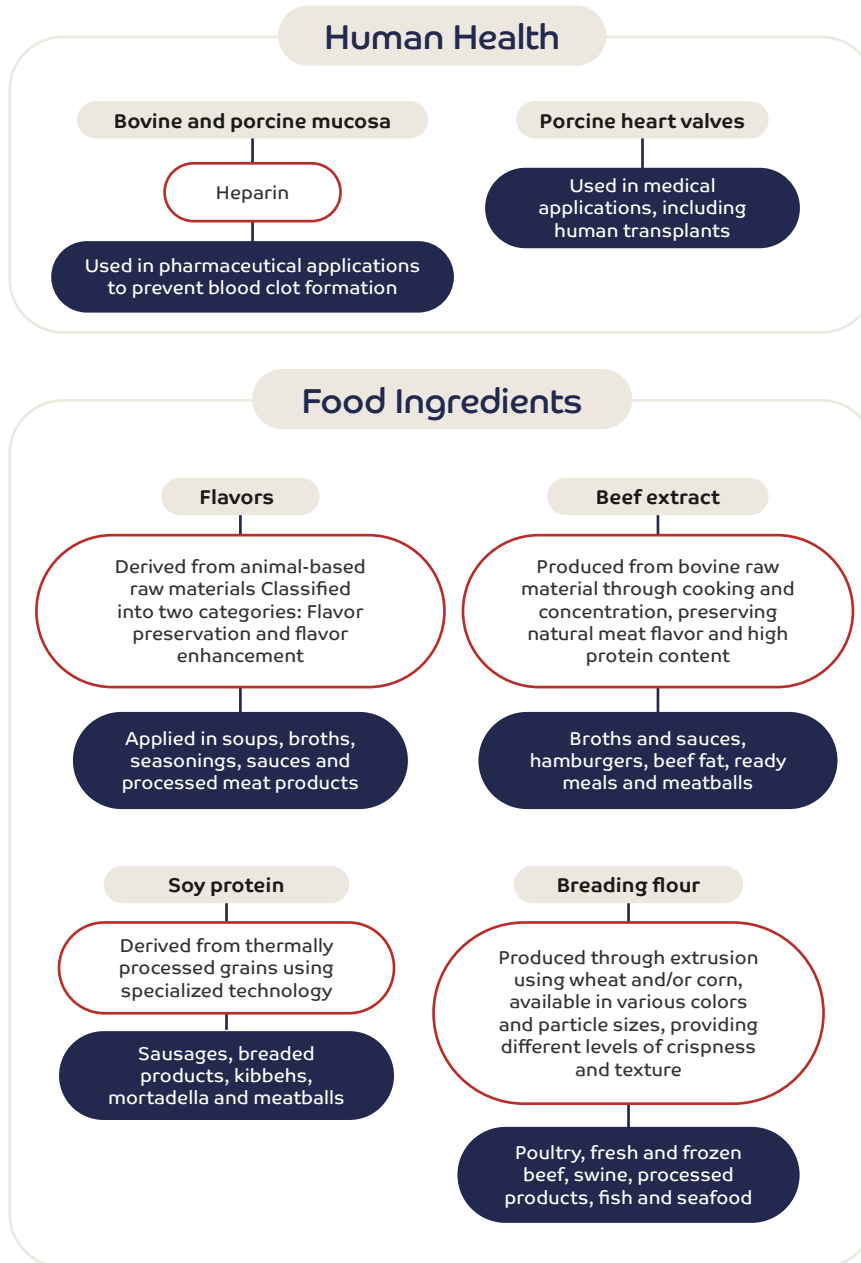 Human Health
Bovine and porcine mucosa
Heparin
Used in pharmaceutical applications
to prevent blood clot formation
Porcine heart valves
Used in medical
applications, including
human transplants
Food Ingredients
Flavors
Derived from animal-based
raw materials Classified
into two categories: Flavor
preservation and flavor
enhancement
Applied in soups, broths,
seasonings, sauces and
processed meat products
Beef extract
Produced from bovine raw
material through cooking and
concentration, preserving
natural meat flavor and high
protein content
Broths and sauces,
hamburgers, beef fat, ready
meals and meatballs
Soy protein
Derived from thermally
processed grains using
specialized technology
Sausages, breaded
products, kibbehs,
mortadella and meatballs
Breading flour
Produced through extrusion
using wheat and/or corn,
available in various colors
and particle sizes, providing
different levels of crispness
and texture
Poultry, fresh and frozen
beef, swine, processed
products, fish and seafood